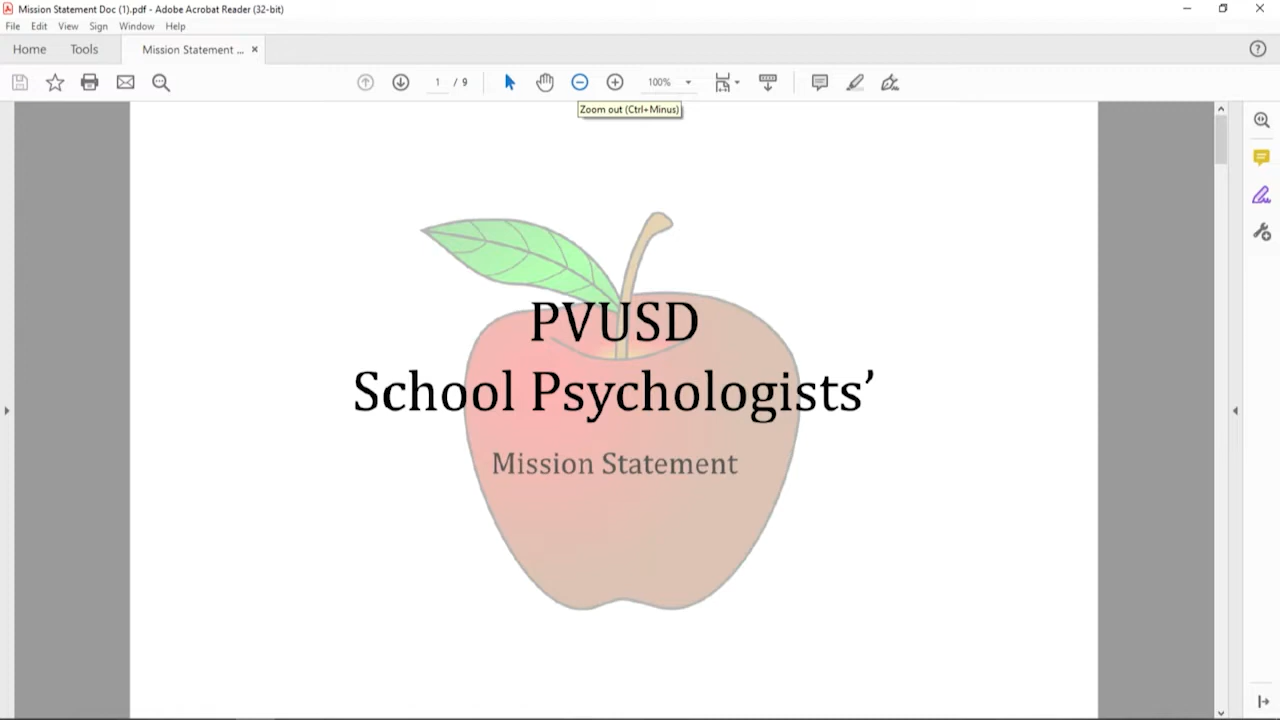 Mission Statement Doc (1).pdf - Adobe Acrobat Reader (32-bit)
File Edit View Sign Window Help
Home Tools Mission Statement ... ×
1 / 9 100%
Zoom out (Ctrl+Minus)
PVUSD
School Psychologists’
Mission Statement